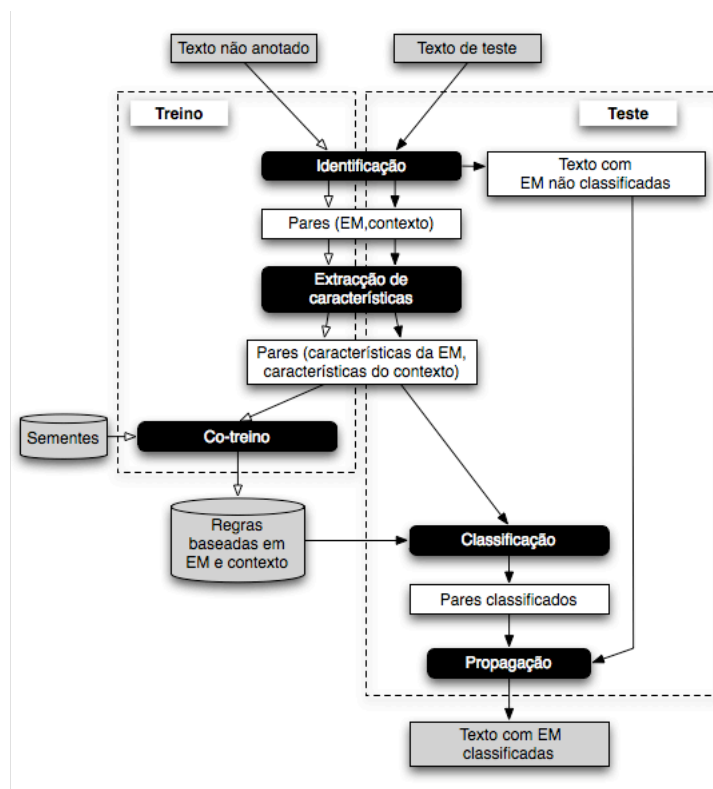 Texto não anotado
Texto de teste
Treino
Teste
Identificação
Texto com
EM não classificadas
Pares (EM,contexto)
Extracção de
características
Pares (características da EM,
características do contexto)
Sementes
Co-treino
Regras
baseadas em
EM e contexto
Classificação
Pares classificados
Propagação
Texto com EM
classificadas